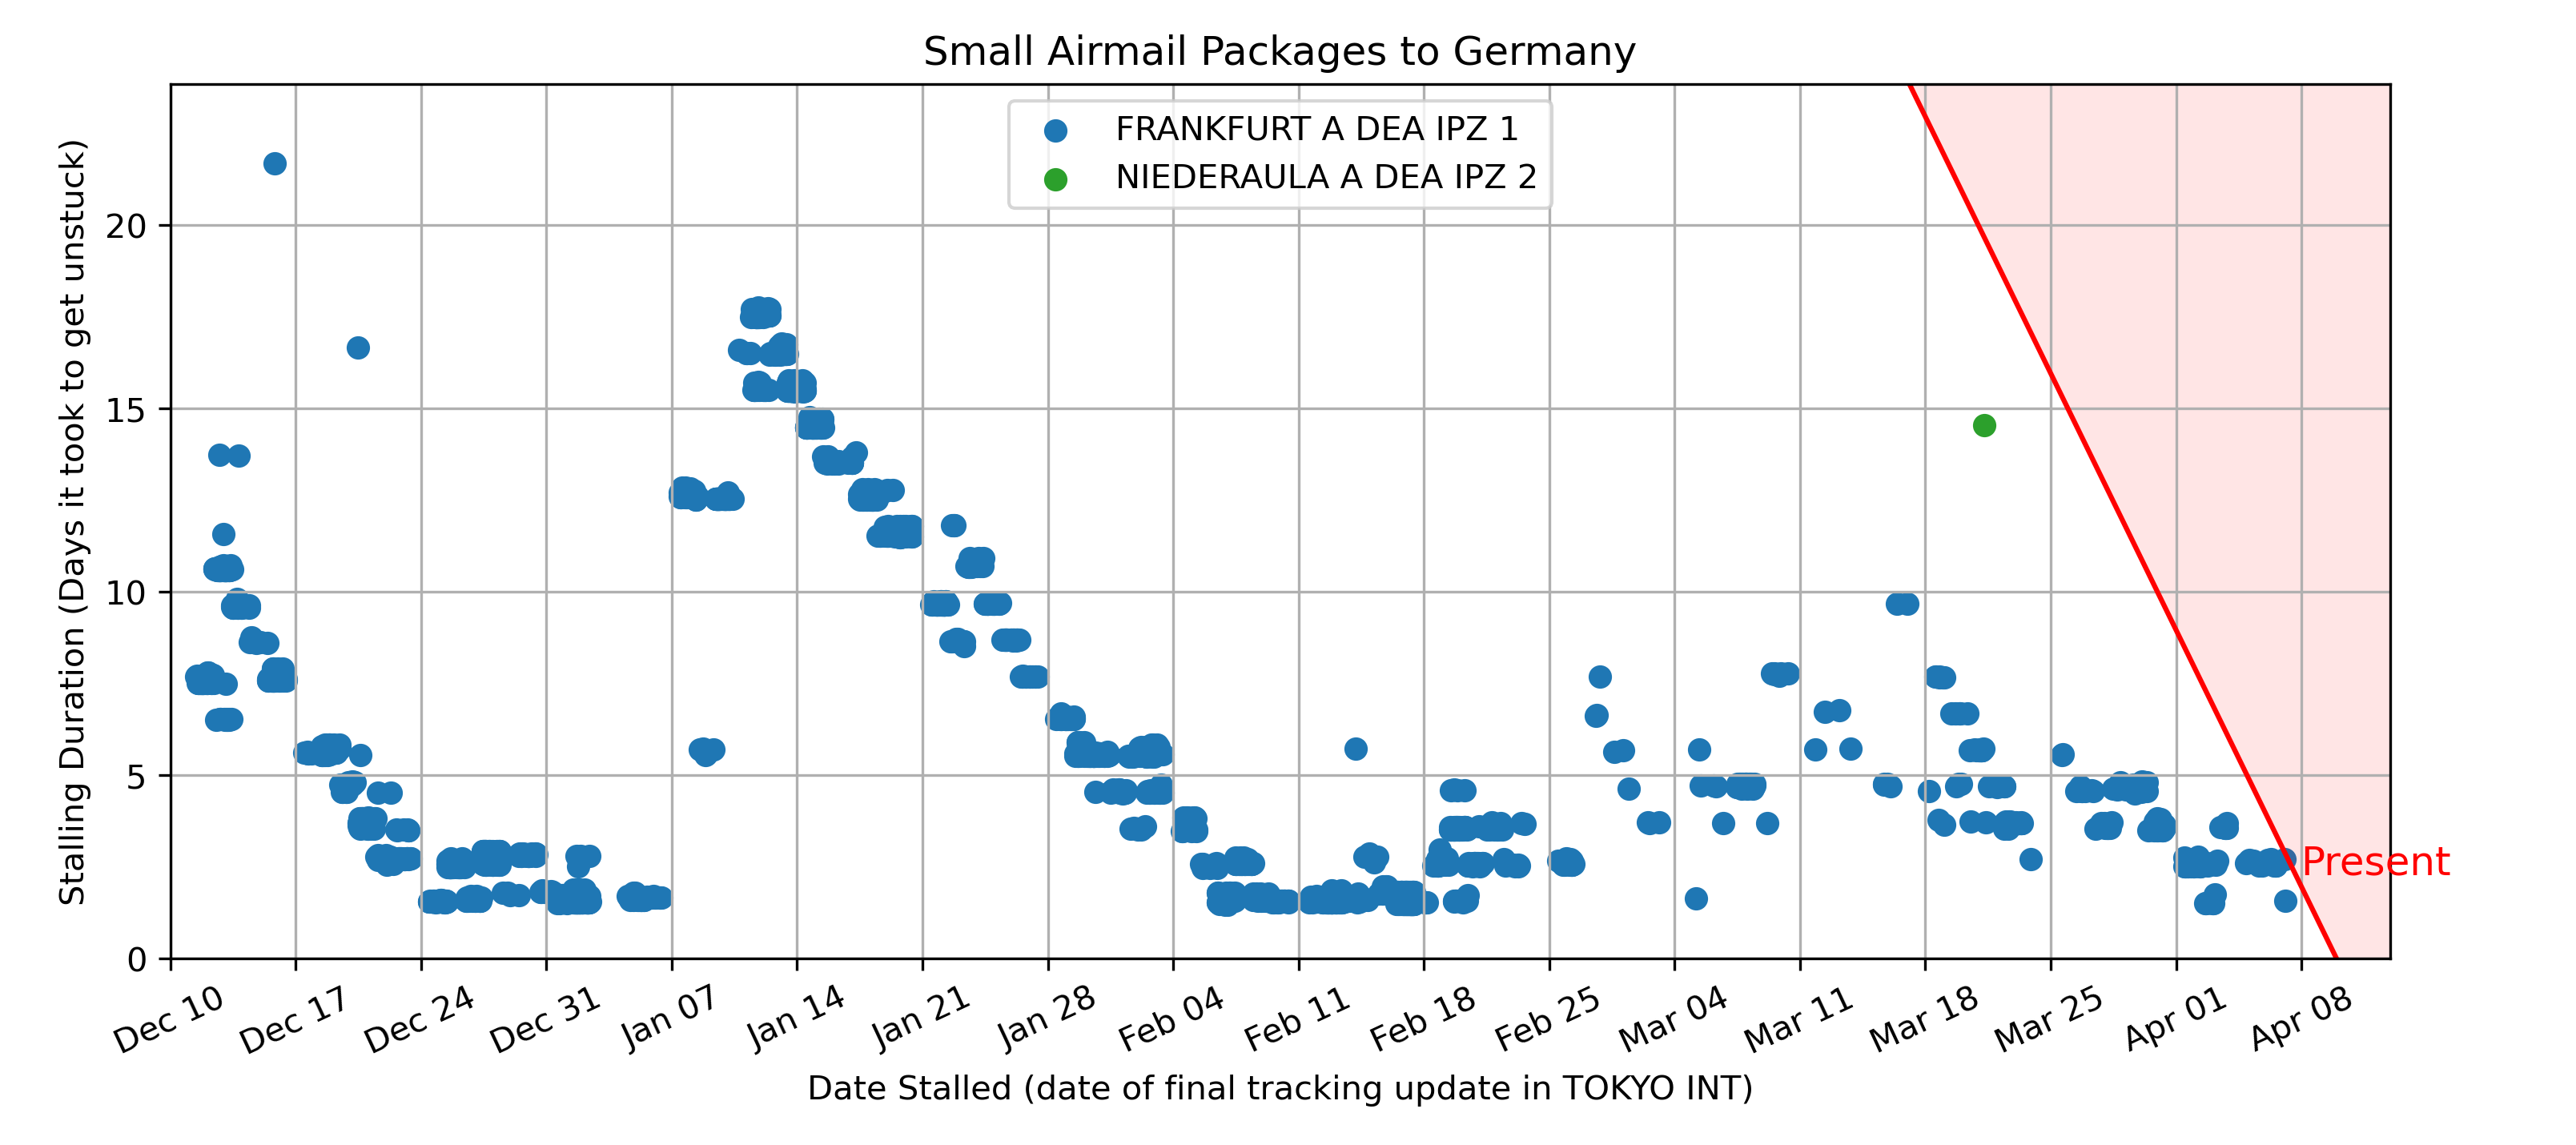 Small Airmail Packages to Germany
FRANKFURT A DEA IPZ 1
NIEDERAULA A DEA IPZ 2
Stalling Duration (Days it took to get unstuck)
20
15
10
5
0
Present
Dec 10
Dec 17
Dec 24
Dec 31
Jan 07
Jan 14
Jan 21
Jan 28
Feb 04
Feb 11
Feb 18
Feb 25
Mar 04
Mar 11
Mar 18
Mar 25
Apr 01
Apr 08
Date Stalled (date of final tracking update in TOKYO INT)